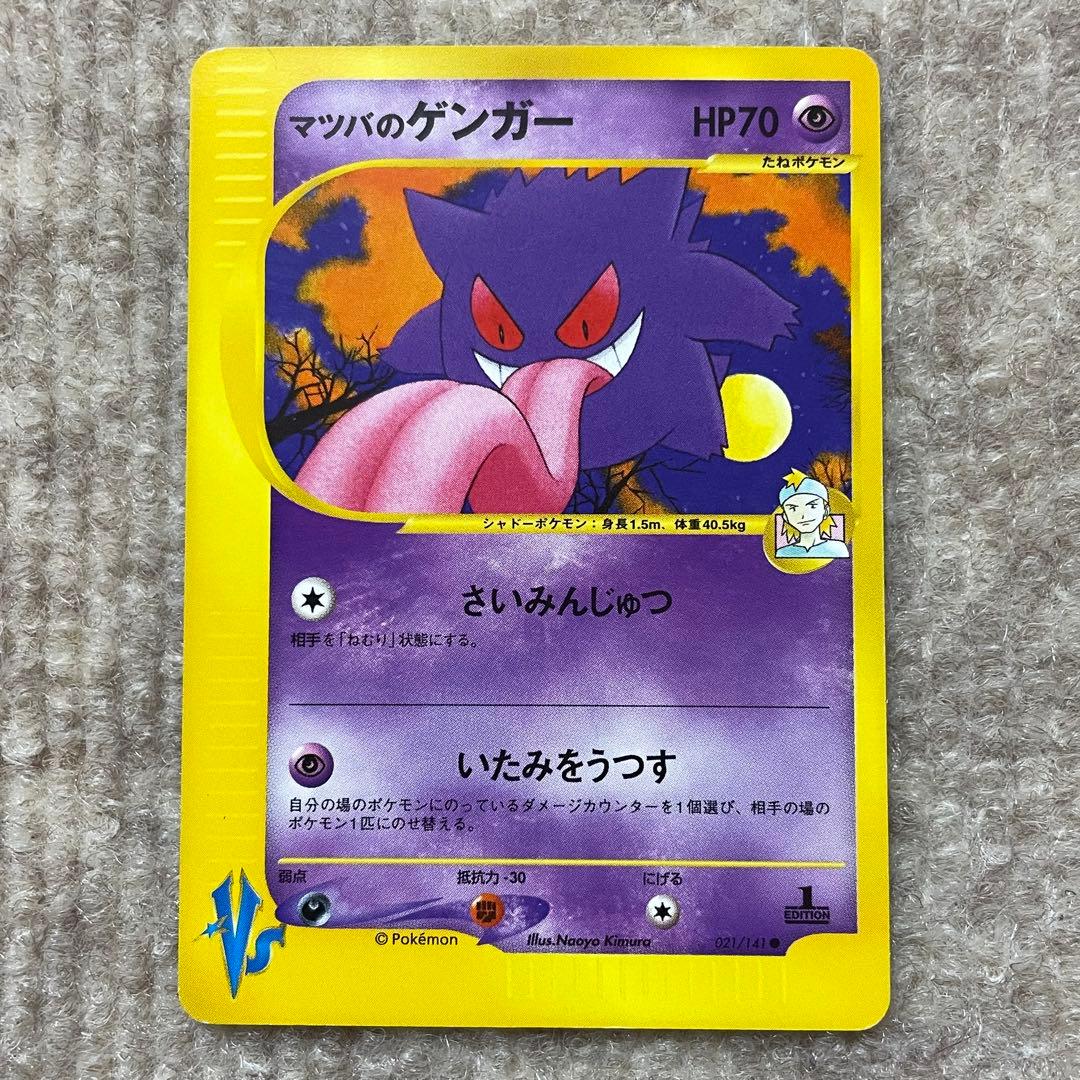 マツバのゲンガー HP70
たねポケモン
シャドーポケモン：身長1.5m、体重40.5kg
さいみんじゅつ
相手を「ねむり」状態にする。
いたみをうつす
自分の場のポケモンにのっているダメージカウンターを1個選び、相手の場の
ポケモン1匹にのせ替える。
弱点 抵抗力 -30 にげる
1
EDITION
© Pokémon Illus. Naoyo Kimura 021/141 ●
Vs